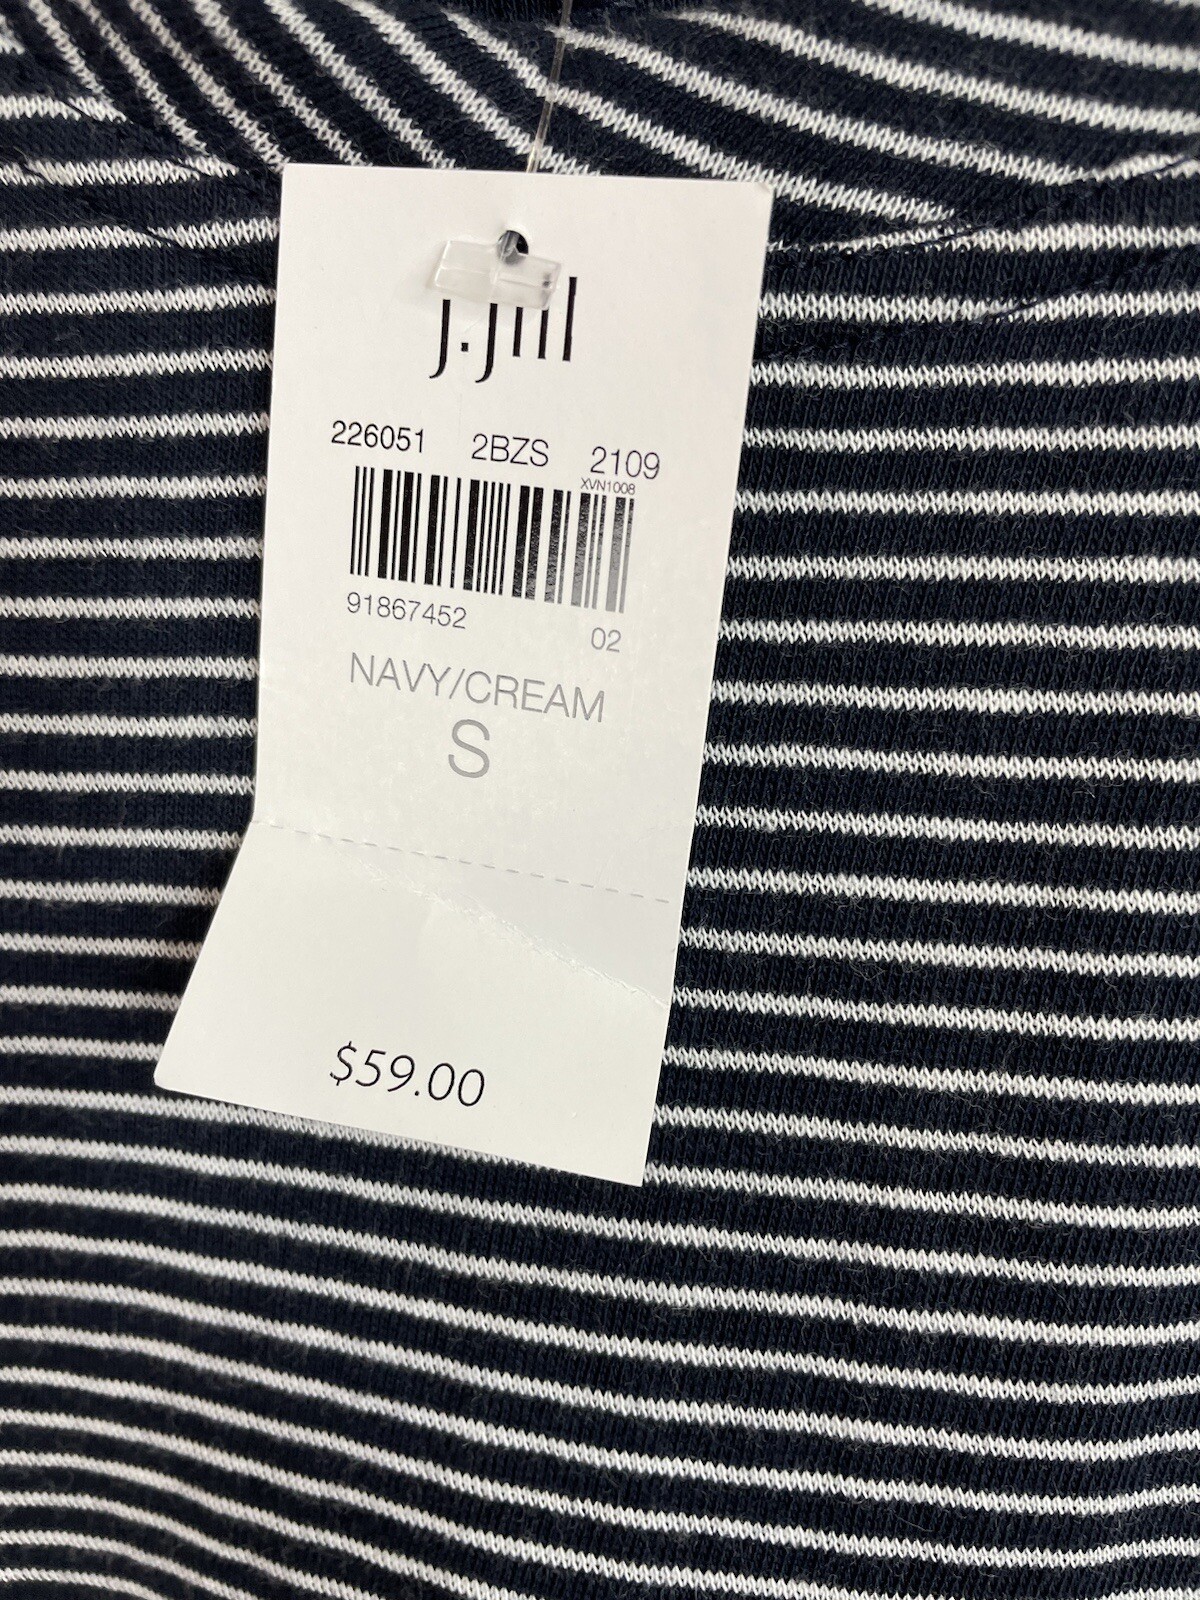 J.Jill
226051 2BZS 2109
XVN1008
91867452
02
NAVY/CREAM
S
$59.00